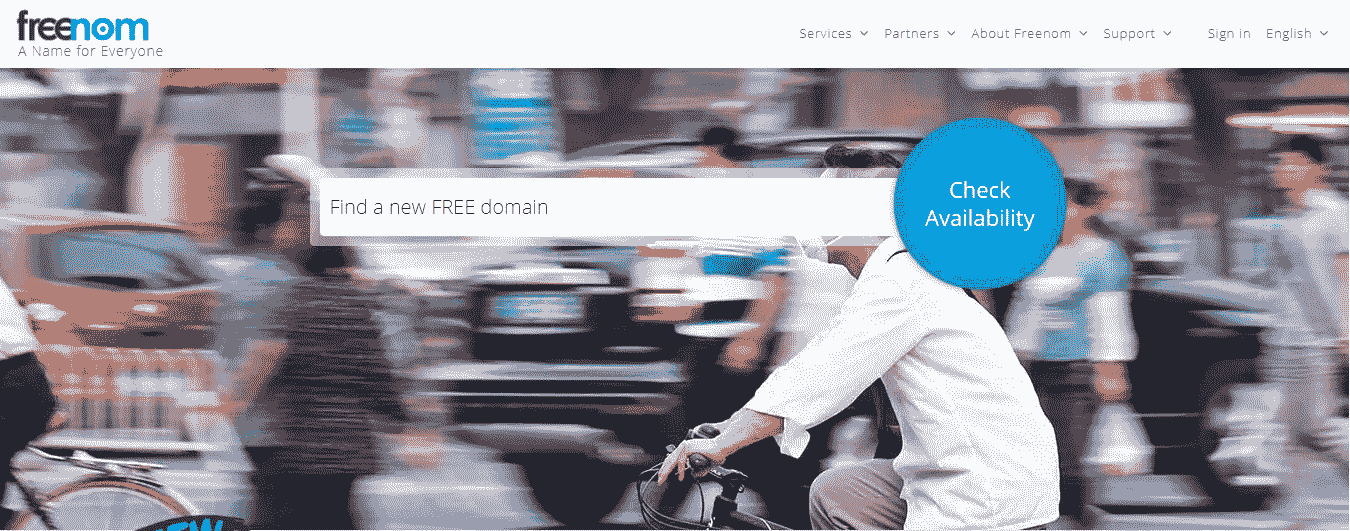 freenom
A Name for Everyone
Services Partners About Freenom Support Sign in English
Find a new FREE domain
Check
Availability